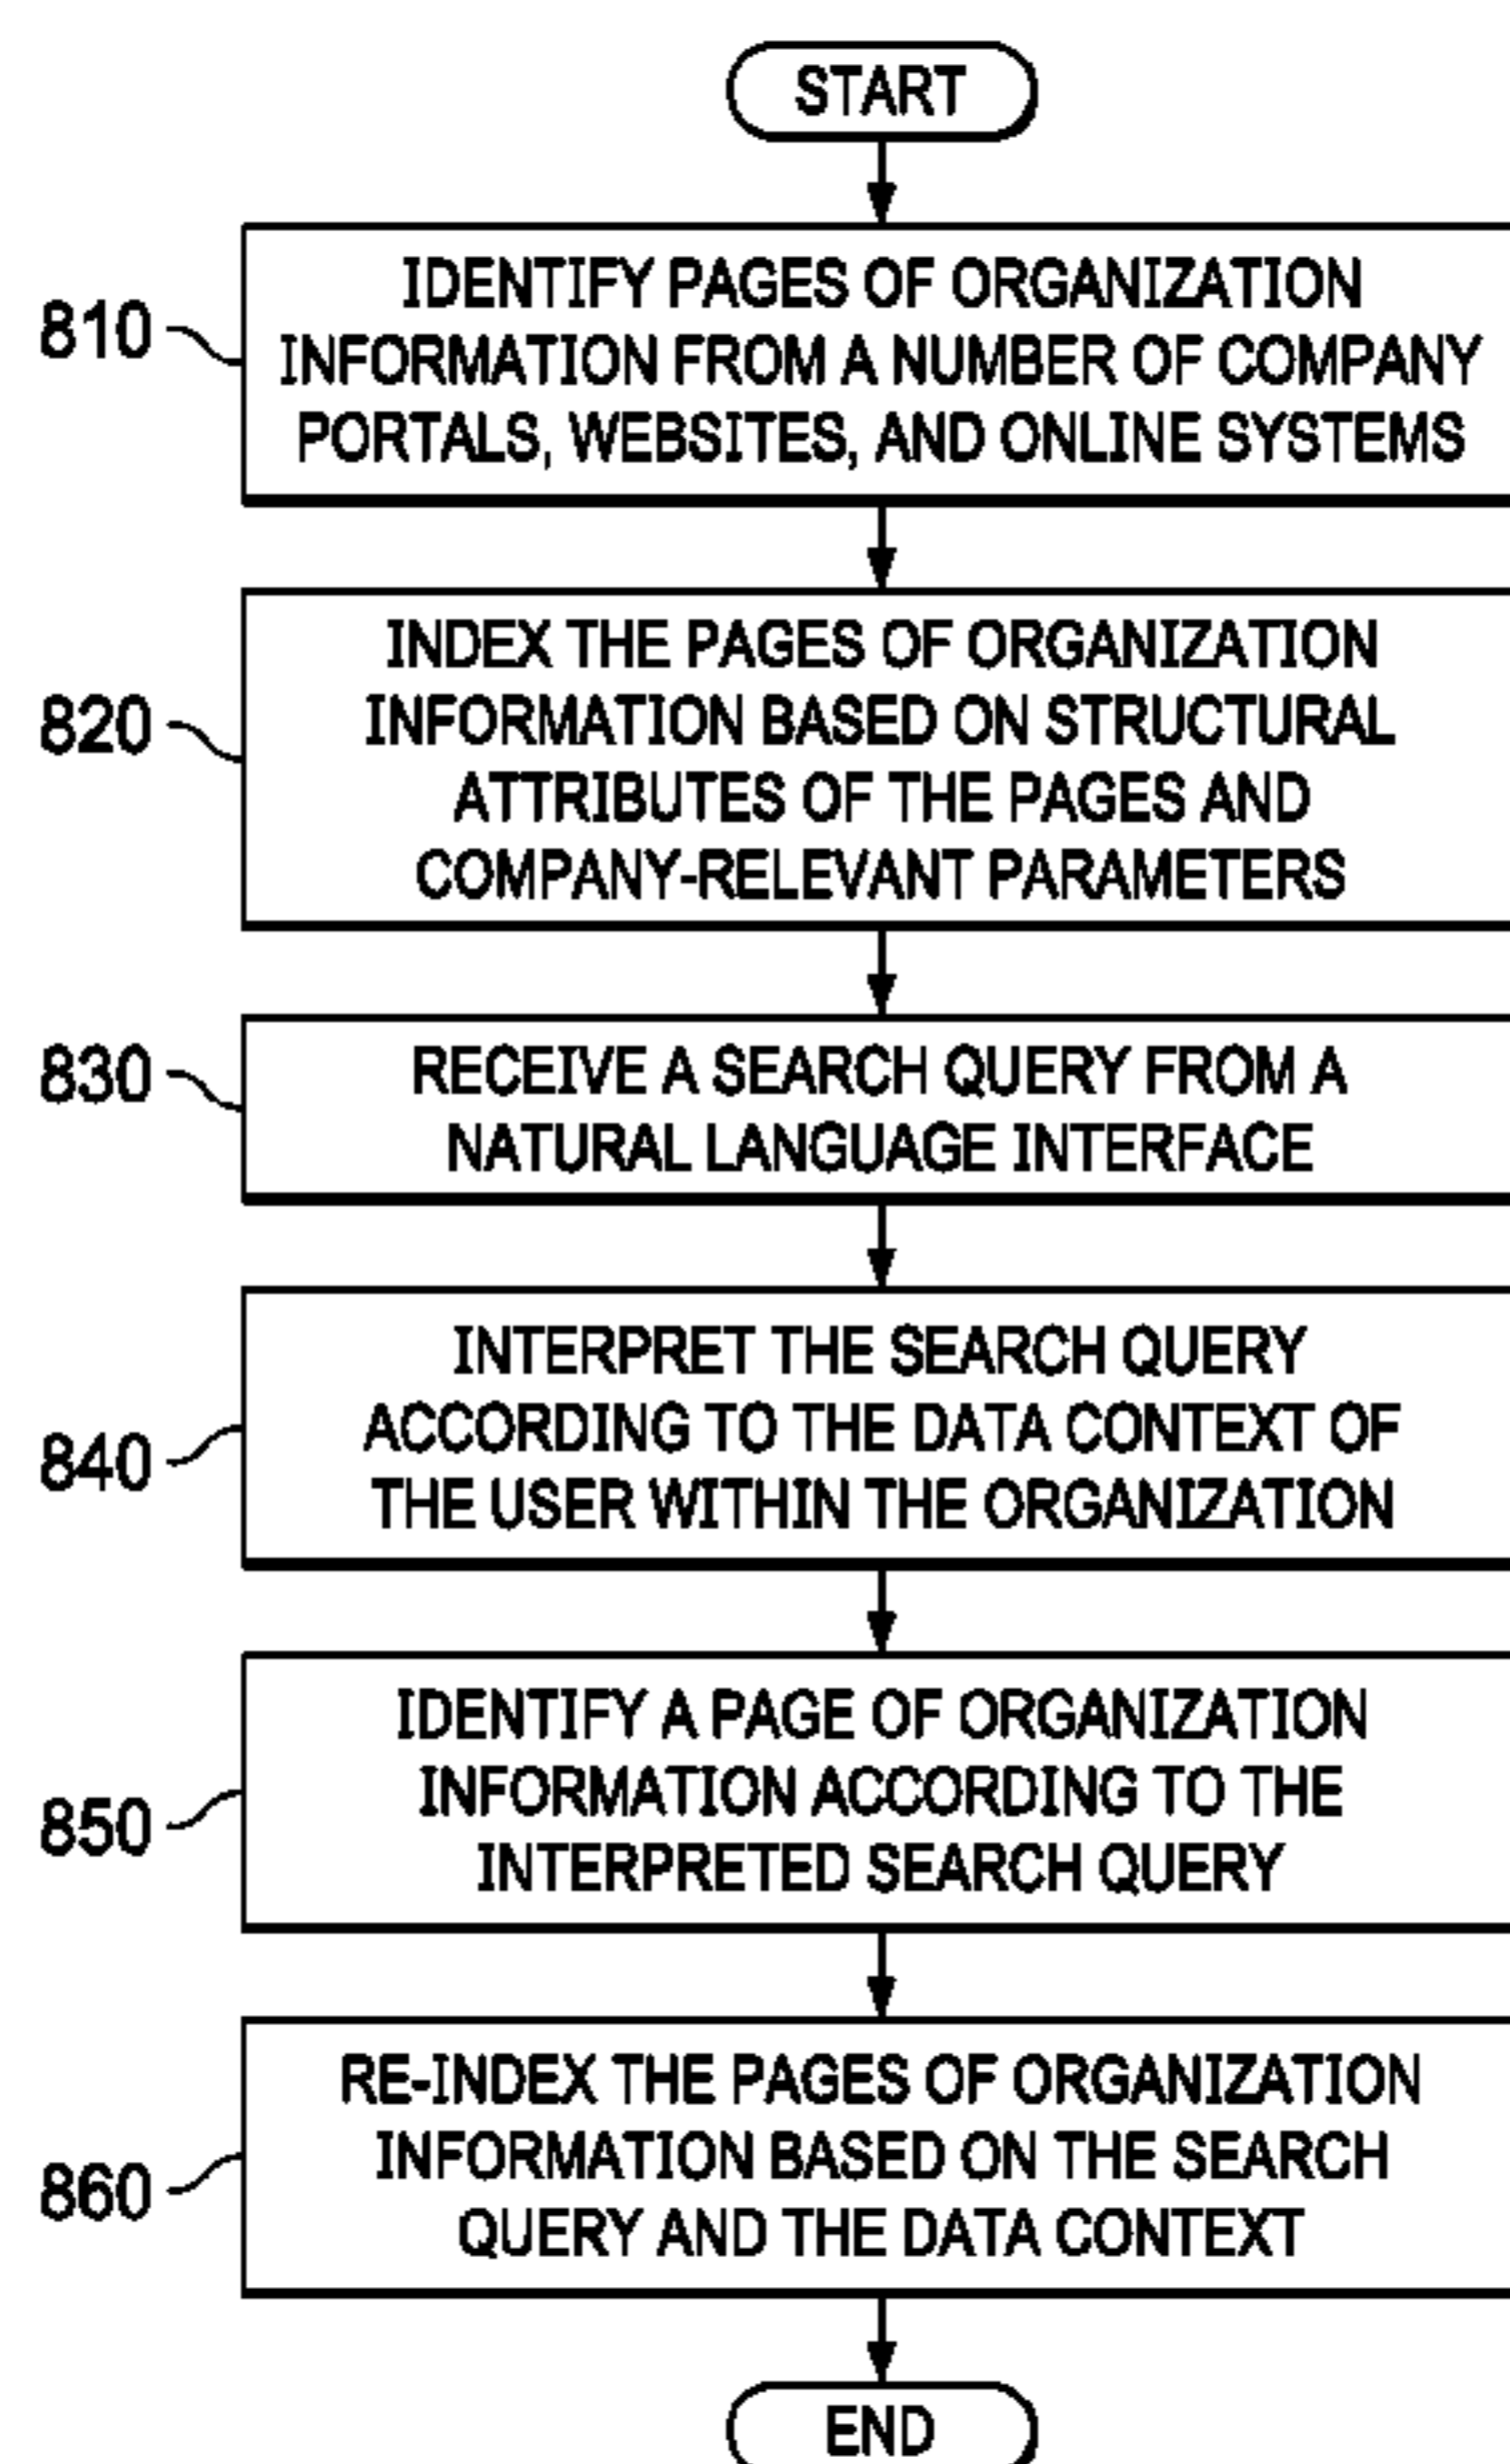 START
810
IDENTIFY PAGES OF ORGANIZATION
INFORMATION FROM A NUMBER OF COMPANY
PORTALS, WEBSITES, AND ONLINE SYSTEMS
820
INDEX THE PAGES OF ORGANIZATION
INFORMATION BASED ON STRUCTURAL
ATTRIBUTES OF THE PAGES AND
COMPANY-RELEVANT PARAMETERS
830
RECEIVE A SEARCH QUERY FROM A
NATURAL LANGUAGE INTERFACE
840
INTERPRET THE SEARCH QUERY
ACCORDING TO THE DATA CONTEXT OF
THE USER WITHIN THE ORGANIZATION
850
IDENTIFY A PAGE OF ORGANIZATION
INFORMATION ACCORDING TO THE
INTERPRETED SEARCH QUERY
860
RE-INDEX THE PAGES OF ORGANIZATION
INFORMATION BASED ON THE SEARCH
QUERY AND THE DATA CONTEXT
END